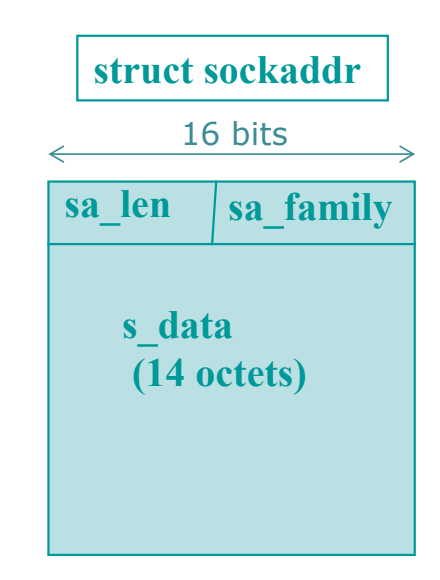 struct sockaddr
16 bits
sa_len sa_family
s_data
(14 octets)